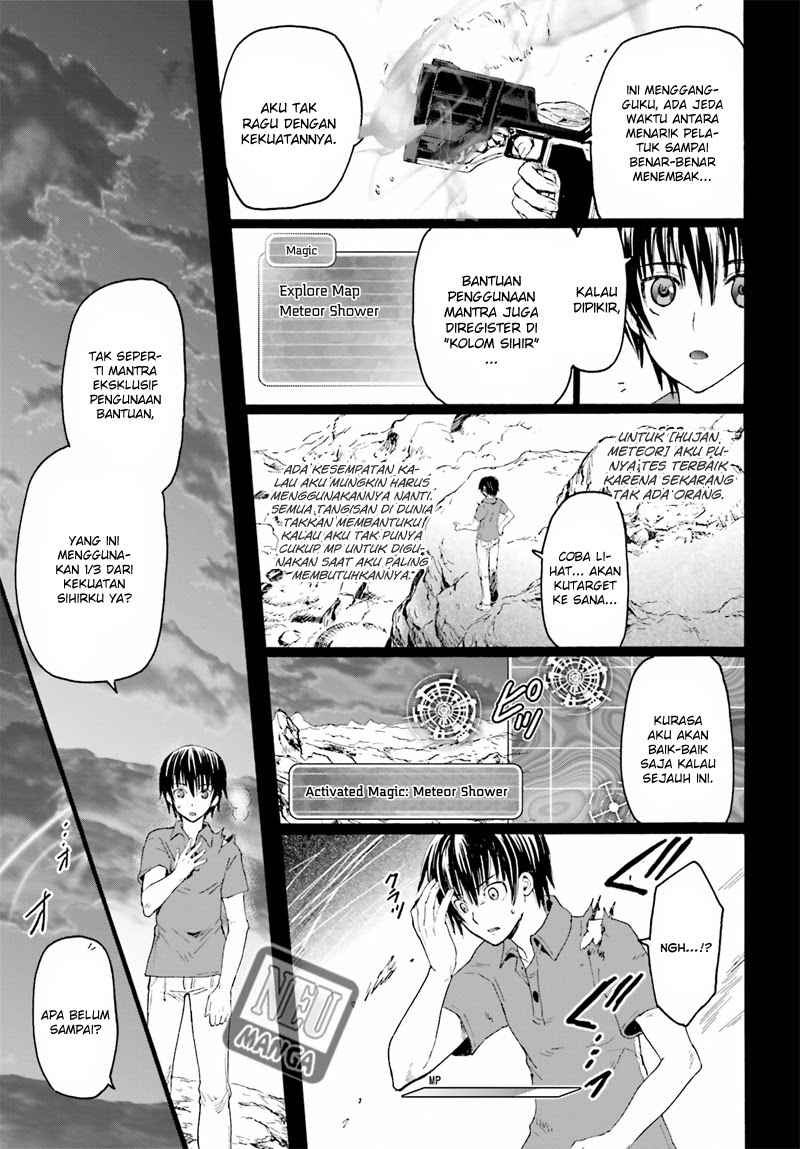 INI MENGGANG-
GUKU, ADA JEDA
WAKTU ANTARA
MENARIK PELA-
TUK SAMPAI
BENAR-BENAR
MENEMBAK...
AKU TAK
RAGU DENGAN
KEKUATANNYA.
KALAU
DIPIKIR,
BANTUAN
PENGGUNAAN
MANTRA JUGA
DIREGISTER DI
"KOLOM SIHIR"
...
Magic
Explore Map
Meteor Shower
UNTUK [HUJAN
METEOR] AKU PU-
NYA TES TERBAIK
KARENA SEKARANG
TAK ADA ORANG.
COBA LI-
HAT... AKAN
KUTARGET
KE SANA...
ADA KESEMPATAN KA-
LAU AKU MUNGKIN HARUS
MENGGUNAKANNYA NANTI.
SEMUA TANGISAN DI DUNIA
TAKKAN MEMBANTUKU
KALAU AKU TAK PUNYA
CUKUP MP UNTUK DIGU-
NAKAN SAAT AKU PALING
MEMBUTUHKANNYA.
KURASA
AKU AKAN
BAIK-BAIK
SAJA KALAU
SEJAUH INI.
ピピッ
Activated Magic: Meteor Shower
NGH...!?
クラ
MP
TAK SEPER-
TI MANTRA
EKSKLUSIF
PENGUNAAN
BANTUAN,
YANG INI
MENGGUNA-
KAN 1/3 DARI
KEKUATAN
SIHIRKU YA?
APA BELUM
SAMPAI?
NEU
MANGA